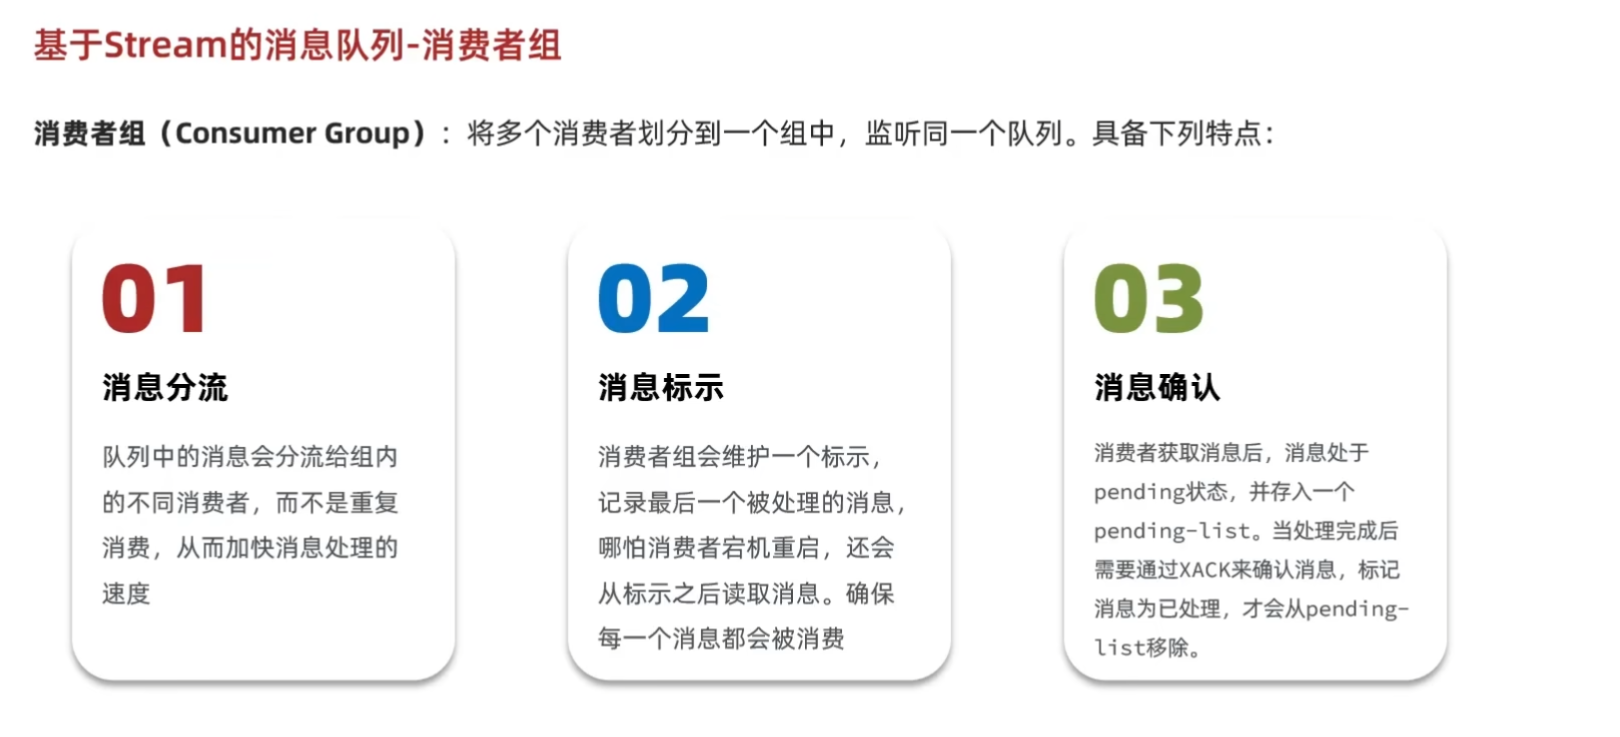 基于Stream的消息队列-消费者组
消费者组（Consumer Group）：将多个消费者划分到一个组中，监听同一个队列。具备下列特点：
01
消息分流
队列中的消息会分流给组内
的不同消费者，而不是重复
消费，从而加快消息处理的
速度
02
消息标示
消费者组会维护一个标示，
记录最后一个被处理的消息，
哪怕消费者宕机重启，还会
从标示之后读取消息。确保
每一个消息都会被消费
03
消息确认
消费者获取消息后，消息处于
pending状态，并存入一个
pending-list。当处理完成后
需要通过XACK来确认消息，标记
消息为已处理，才会从pending-
list移除。